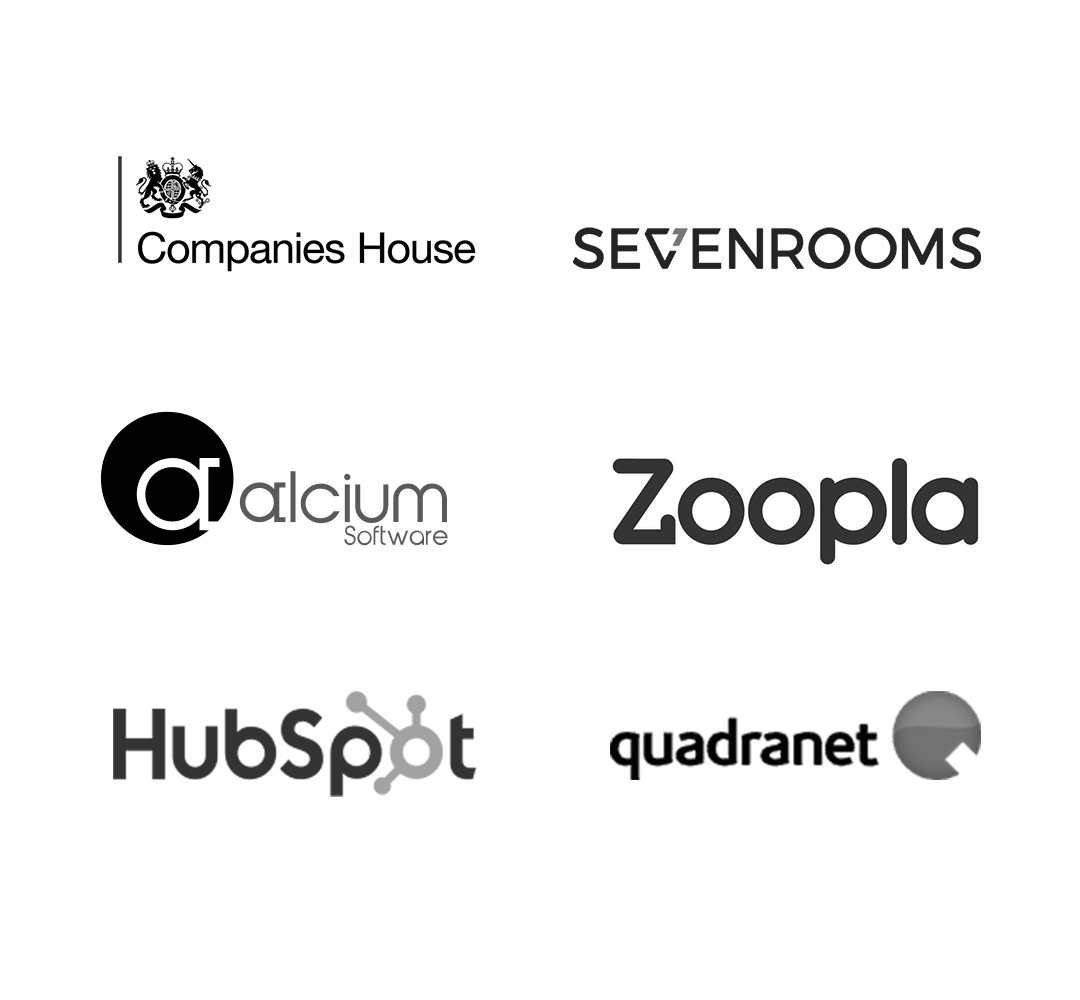 Companies House
SEVENROOMS
a alcium
Software
Zoopla
HubSpot
quadranet